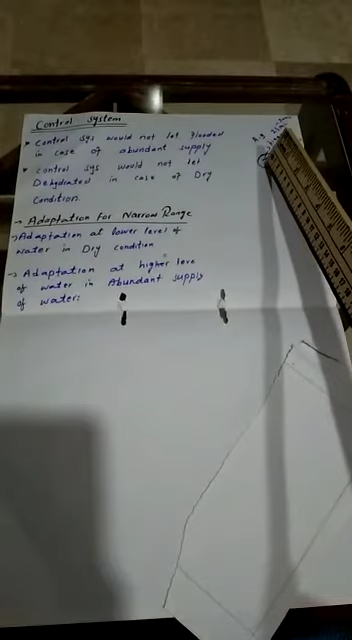 Control system
control sys would not let flooded
in case of abundant supply
control sys would not let
Dehydrated in case of Dry
Condition.
→ Adaptation for Narrow Range
→ Adaptation at lower level of
water in Dry condition
→ Adaptation at higher leve
of water in Abundant supply
of water: